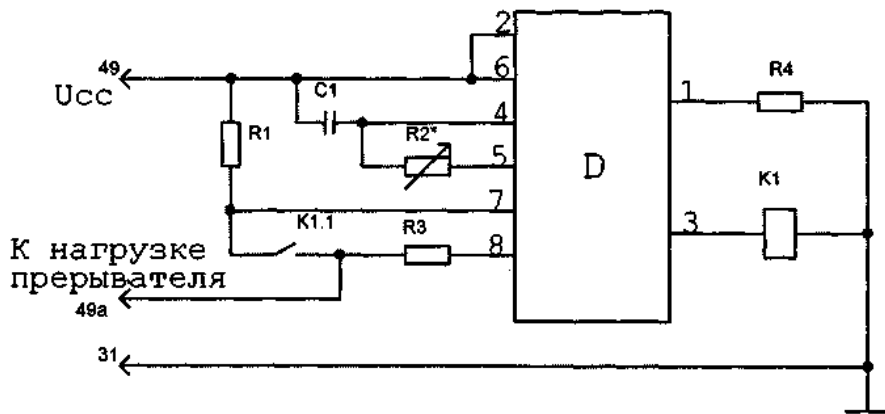 2
49
6
Ucc
C1
R4
1
4
R1
R2*
5
D
K1
7
K1.1
R3
3
К нагрузке
8
прерывателя
49a
31